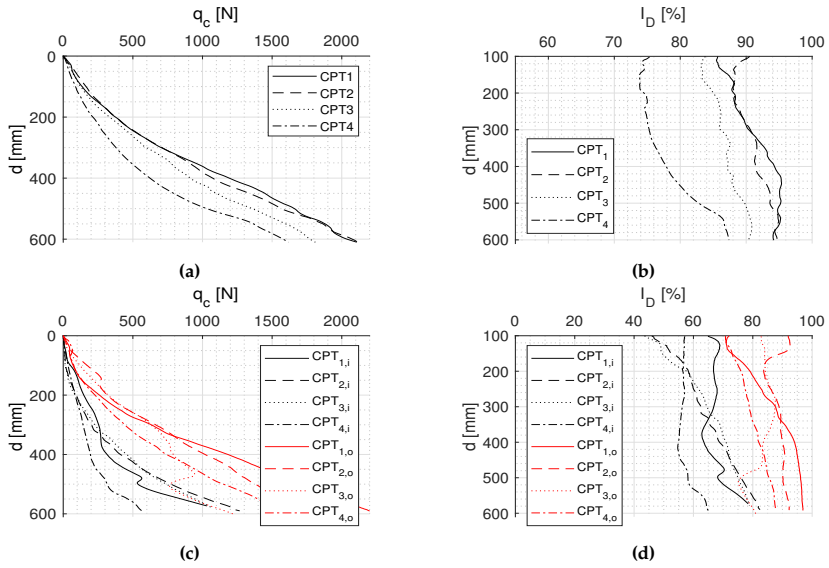 q_c [N]
0 500 1000 1500 2000
0
200
400
600
d [mm]
CPT1
CPT2
CPT3
CPT4
(a)
I_D [%]
60 70 80 90 100
100
200
300
400
500
600
d [mm]
CPT_1
CPT_2
CPT_3
CPT_4
(b)
q_c [N]
0 500 1000 1500 2000
0
200
400
600
d [mm]
CPT_1,i
CPT_2,i
CPT_3,i
CPT_4,i
CPT_1,o
CPT_2,o
CPT_3,o
CPT_4,o
(c)
I_D [%]
0 20 40 60 80 100
100
200
300
400
500
600
d [mm]
CPT_1,i
CPT_2,i
CPT_3,i
CPT_4,i
CPT_1,o
CPT_2,o
CPT_3,o
CPT_4,o
(d)